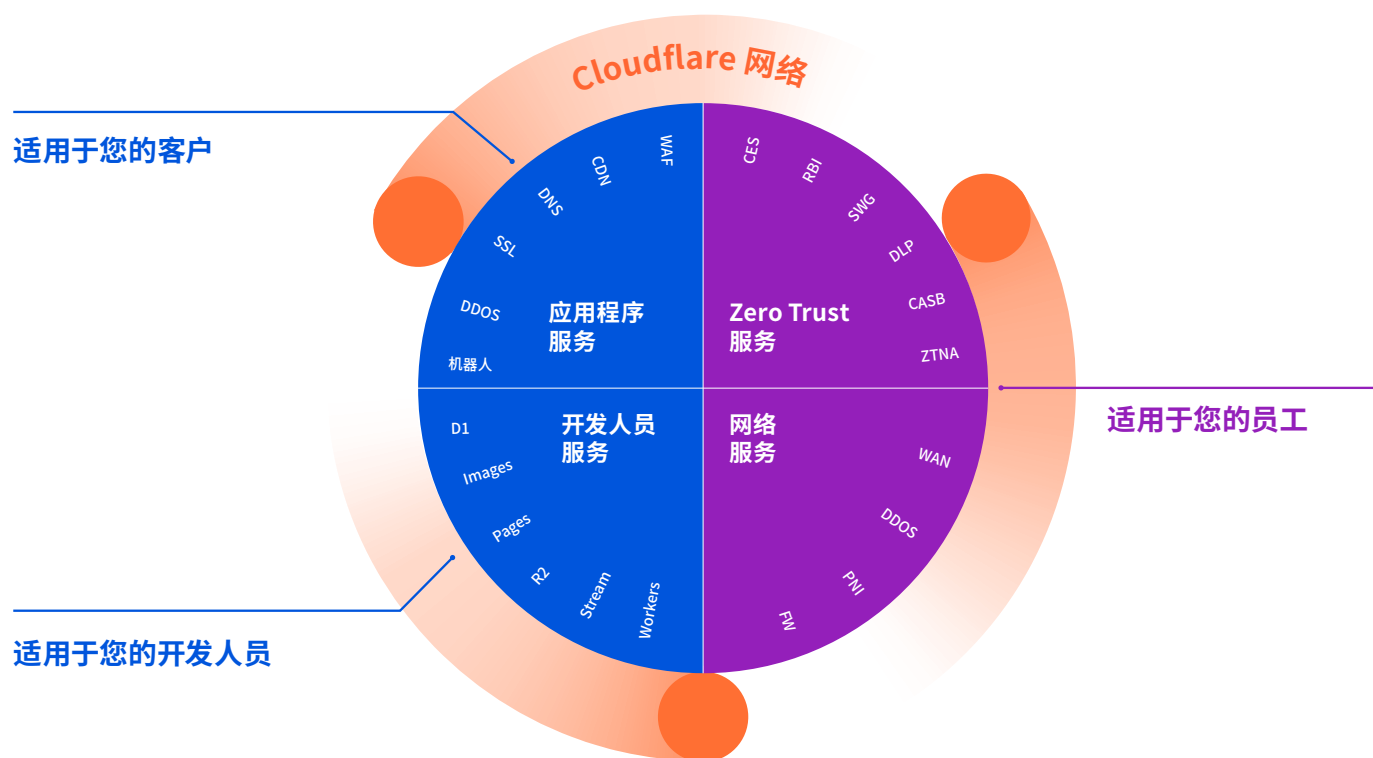 Cloudflare 网络
适用于您的客户
WAF
CDN
DNS
SSL
DDOS
机器人
应用程序
服务
CES
RBI
SWG
DLP
CASB
ZTNA
Zero Trust
服务
适用于您的员工
D1
Images
Pages
R2
Stream
Workers
开发人员
服务
网络
服务
WAN
DDOS
PNI
FW
适用于您的开发人员